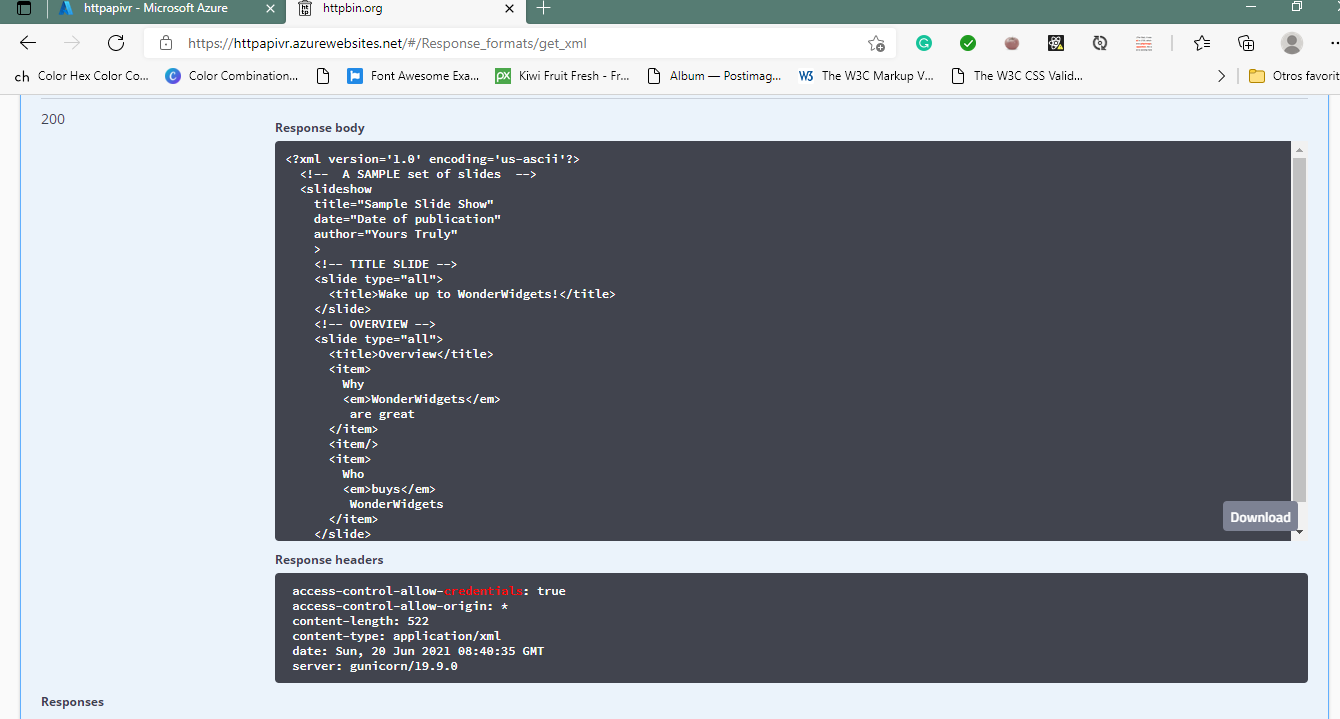 httpapivr - Microsoft Azure
httpbin.org
https://httpapivr.azurewebsites.net/#/Response_formats/get_xml
ch Color Hex Color Co... Color Combination... Font Awesome Exa... Kiwi Fruit Fresh - Fr... Album — Postimag... The W3C Markup V... The W3C CSS Valid... Otros favorit
200
Response body
<?xml version='1.0' encoding='us-ascii'?>
<!--  A SAMPLE set of slides  -->
<slideshow
title="Sample Slide Show"
date="Date of publication"
author="Yours Truly"
>
<!-- TITLE SLIDE -->
<slide type="all">
<title>Wake up to WonderWidgets!</title>
</slide>
<!-- OVERVIEW -->
<slide type="all">
<title>Overview</title>
<item>
Why
<em>WonderWidgets</em>
are great
</item>
<item/>
<item>
Who
<em>buys</em>
WonderWidgets
</item>
</slide>
Download
Response headers
access-control-allow-credentials: true
access-control-allow-origin: *
content-length: 522
content-type: application/xml
date: Sun, 20 Jun 2021 08:40:35 GMT
server: gunicorn/19.9.0
Responses